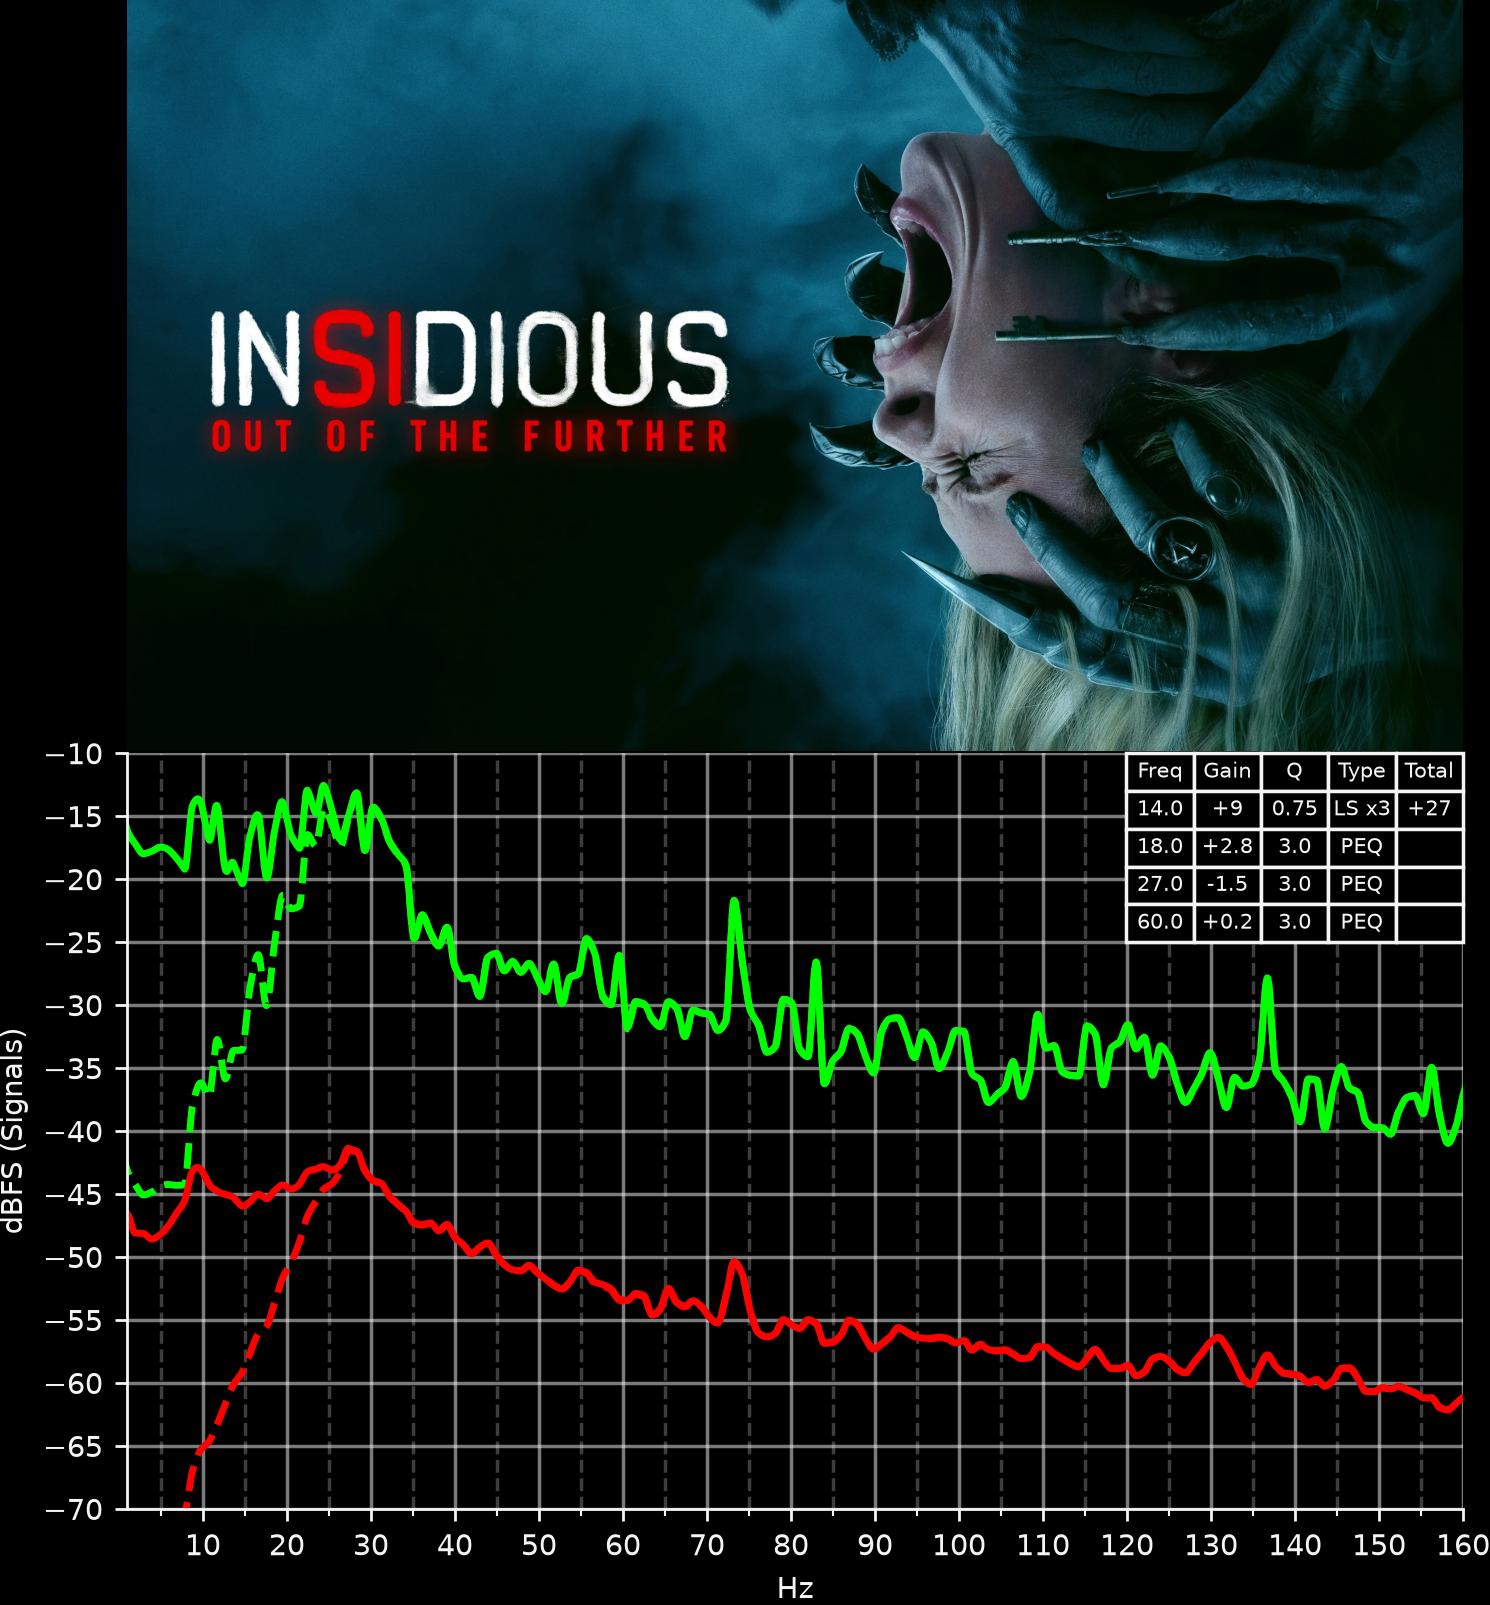 INSIDIOUS
OUT OF THE FURTHER
Freq Gain Q Type Total
14.0 +9 0.75 LS x3 +27
18.0 +2.8 3.0 PEQ
27.0 -1.5 3.0 PEQ
60.0 +0.2 3.0 PEQ
dBFS (Signals)
−10
−15
−20
−25
−30
−35
−40
−45
−50
−55
−60
−65
−70
10 20 30 40 50 60 70 80 90 100 110 120 130 140 150 160
Hz